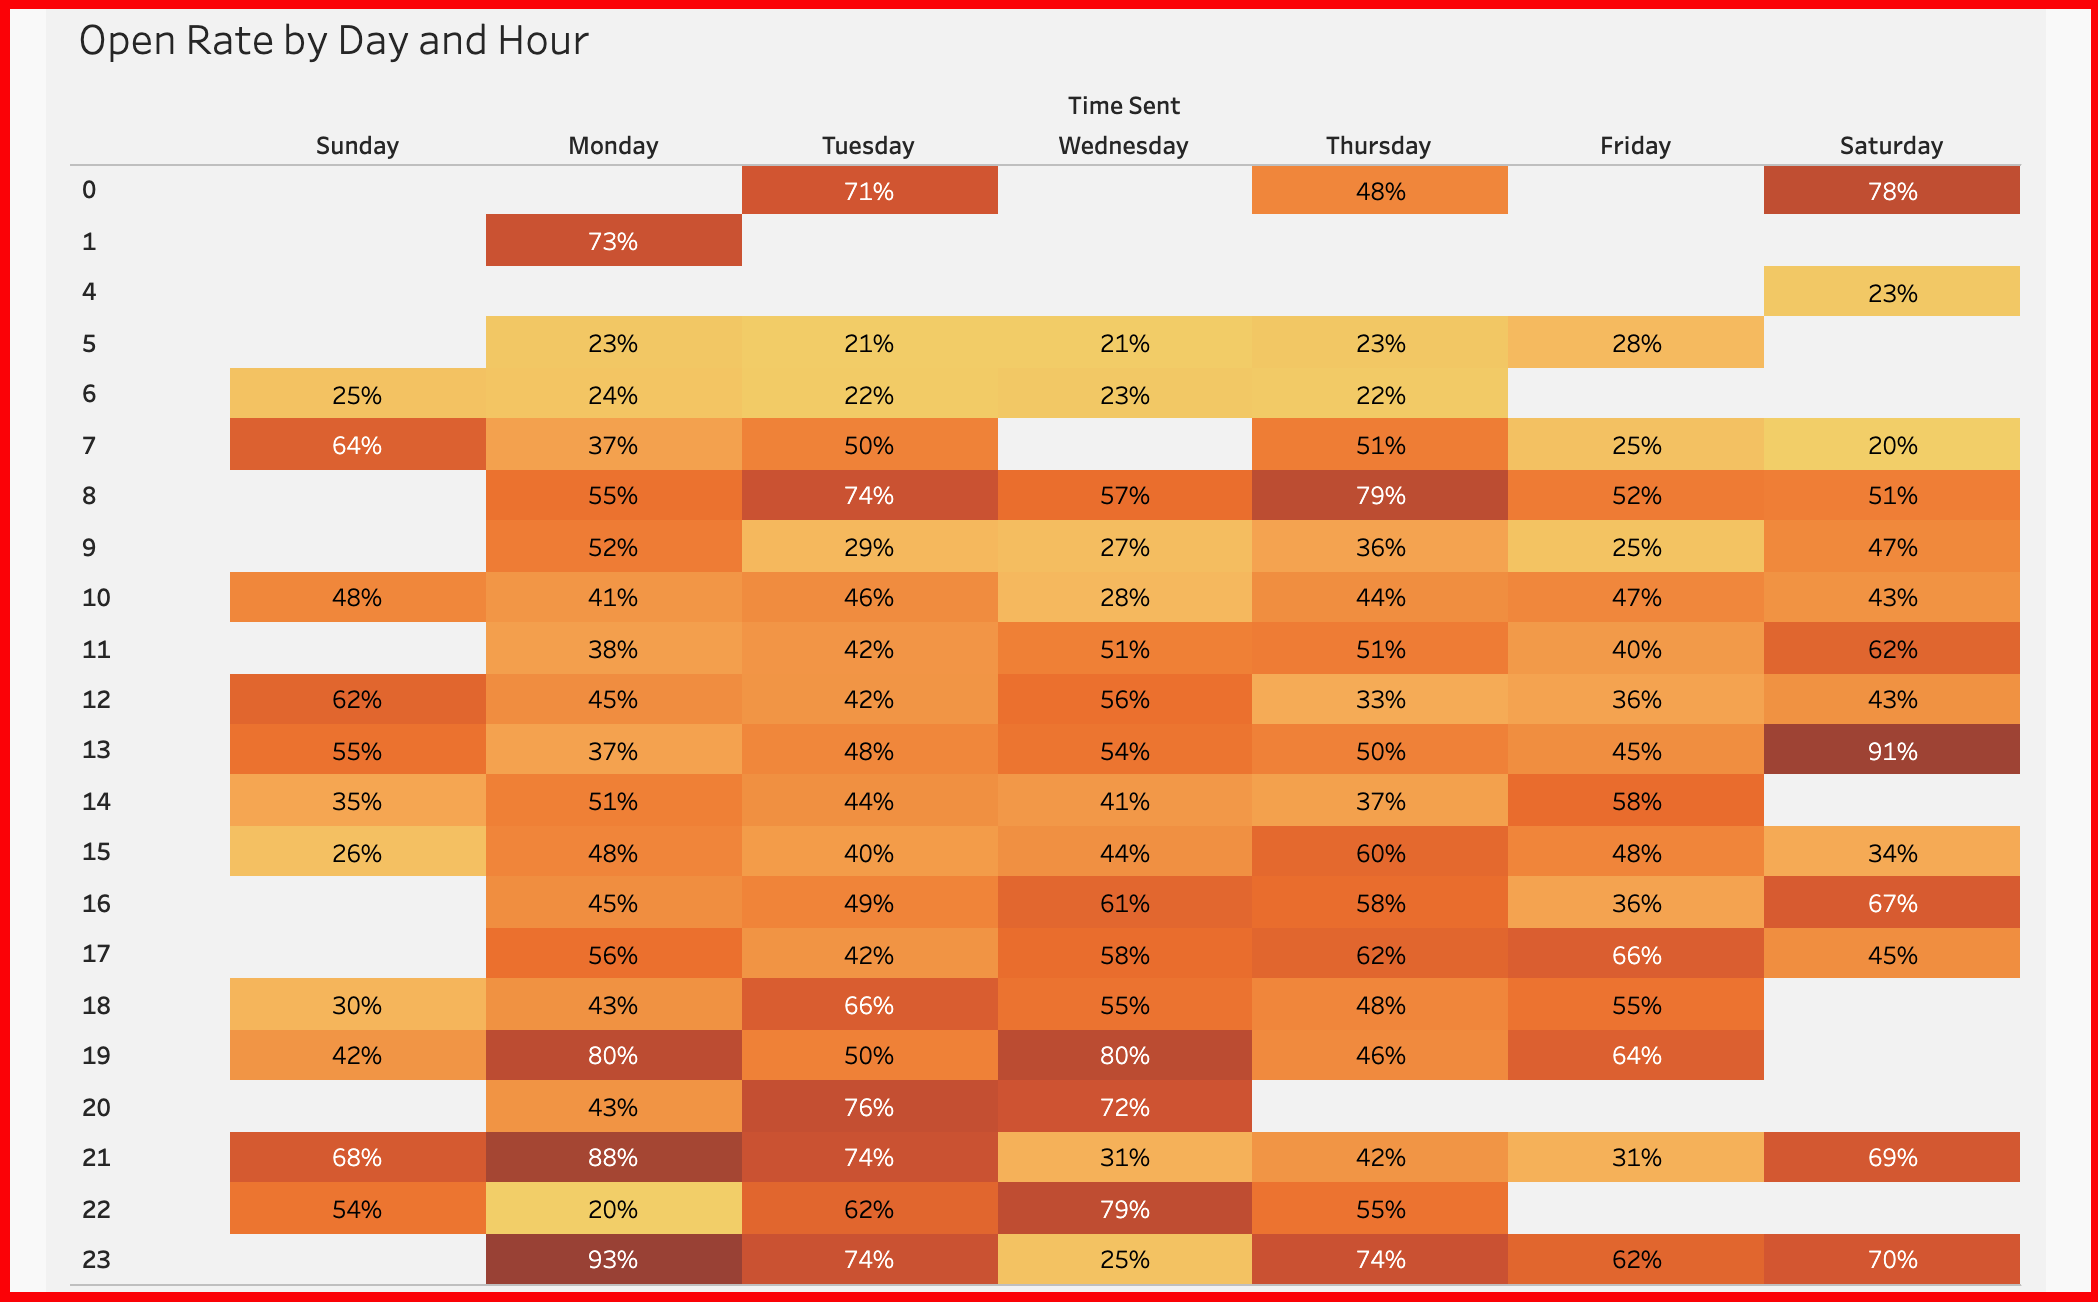 Open Rate by Day and Hour
Time Sent
Sunday Monday Tuesday Wednesday Thursday Friday Saturday
0 71% 48% 78%
1 73%
4 23%
5 23% 21% 21% 23% 28%
6 25% 24% 22% 23% 22%
7 64% 37% 50% 51% 25% 20%
8 55% 74% 57% 79% 52% 51%
9 52% 29% 27% 36% 25% 47%
10 48% 41% 46% 28% 44% 47% 43%
11 38% 42% 51% 51% 40% 62%
12 62% 45% 42% 56% 33% 36% 43%
13 55% 37% 48% 54% 50% 45% 91%
14 35% 51% 44% 41% 37% 58%
15 26% 48% 40% 44% 60% 48% 34%
16 45% 49% 61% 58% 36% 67%
17 56% 42% 58% 62% 66% 45%
18 30% 43% 66% 55% 48% 55%
19 42% 80% 50% 80% 46% 64%
20 43% 76% 72%
21 68% 88% 74% 31% 42% 31% 69%
22 54% 20% 62% 79% 55%
23 93% 74% 25% 74% 62% 70%